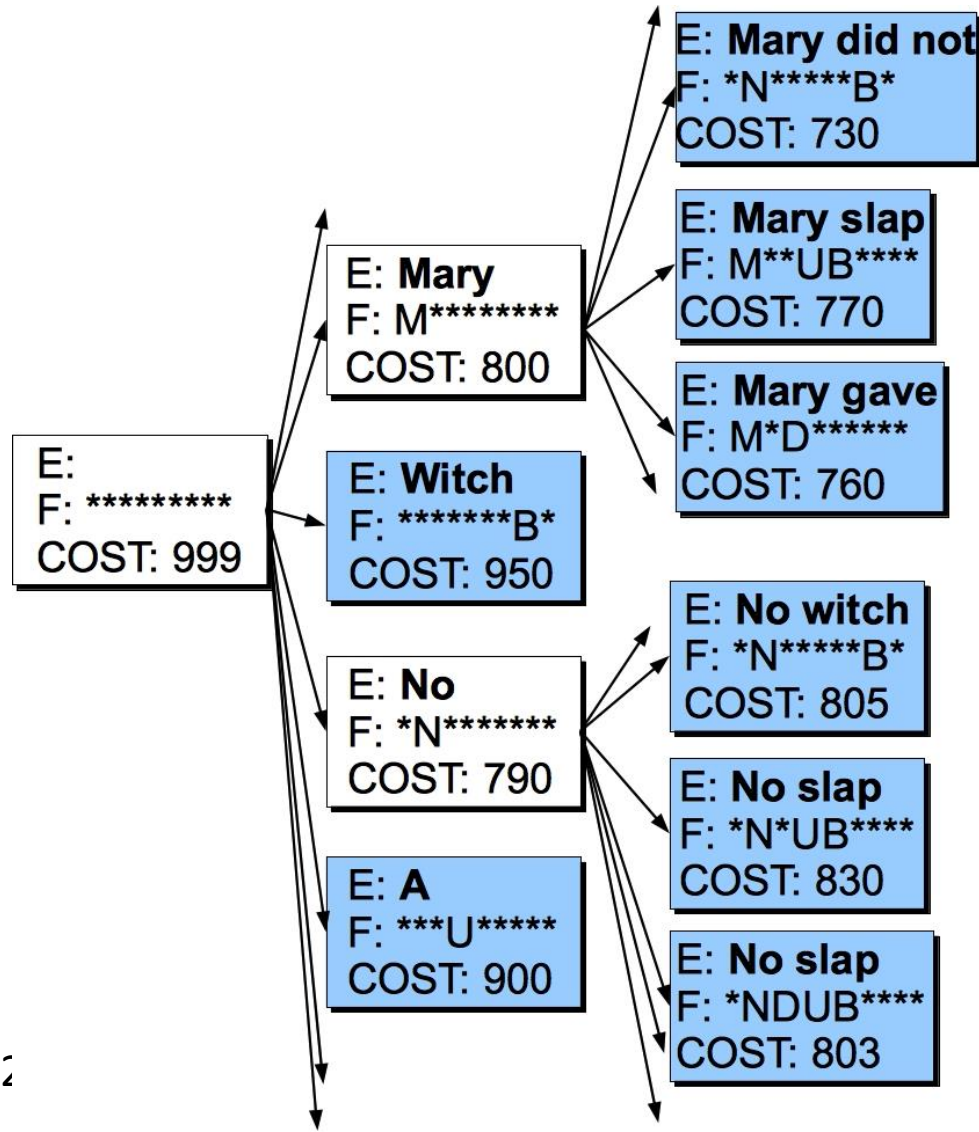 E:
F: *********
COST: 999
E: Mary
F: M********
COST: 800
E: Witch
F: *******B*
COST: 950
E: No
F: *N*******
COST: 790
E: A
F: ***U*****
COST: 900
E: Mary did not
F: *N*****B*
COST: 730
E: Mary slap
F: M**UB****
COST: 770
E: Mary gave
F: M*D******
COST: 760
E: No witch
F: *N*****B*
COST: 805
E: No slap
F: *N*UB****
COST: 830
E: No slap
F: *NDUB****
COST: 803
2